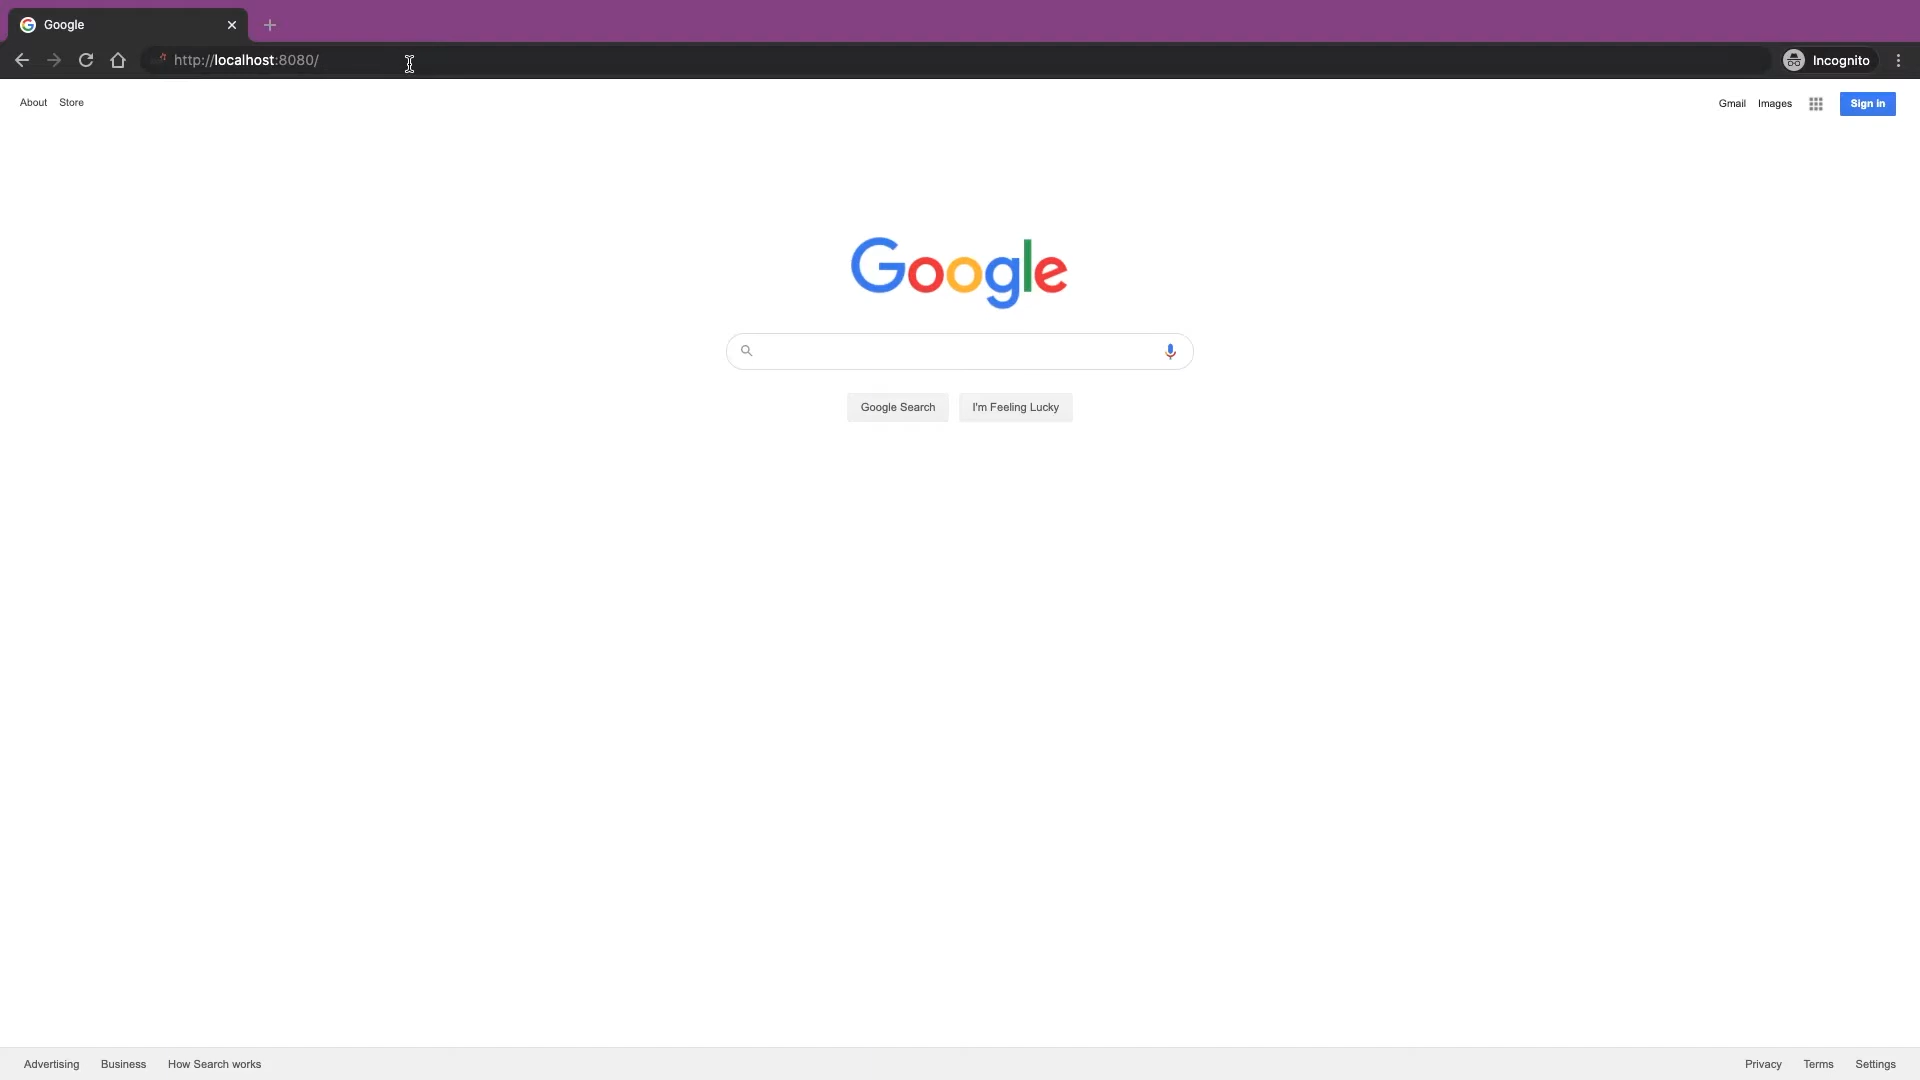 Google
http://localhost:8080/
Incognito
About Store
Gmail Images Sign in
Google
Google Search I'm Feeling Lucky
Advertising Business How Search works
Privacy Terms Settings